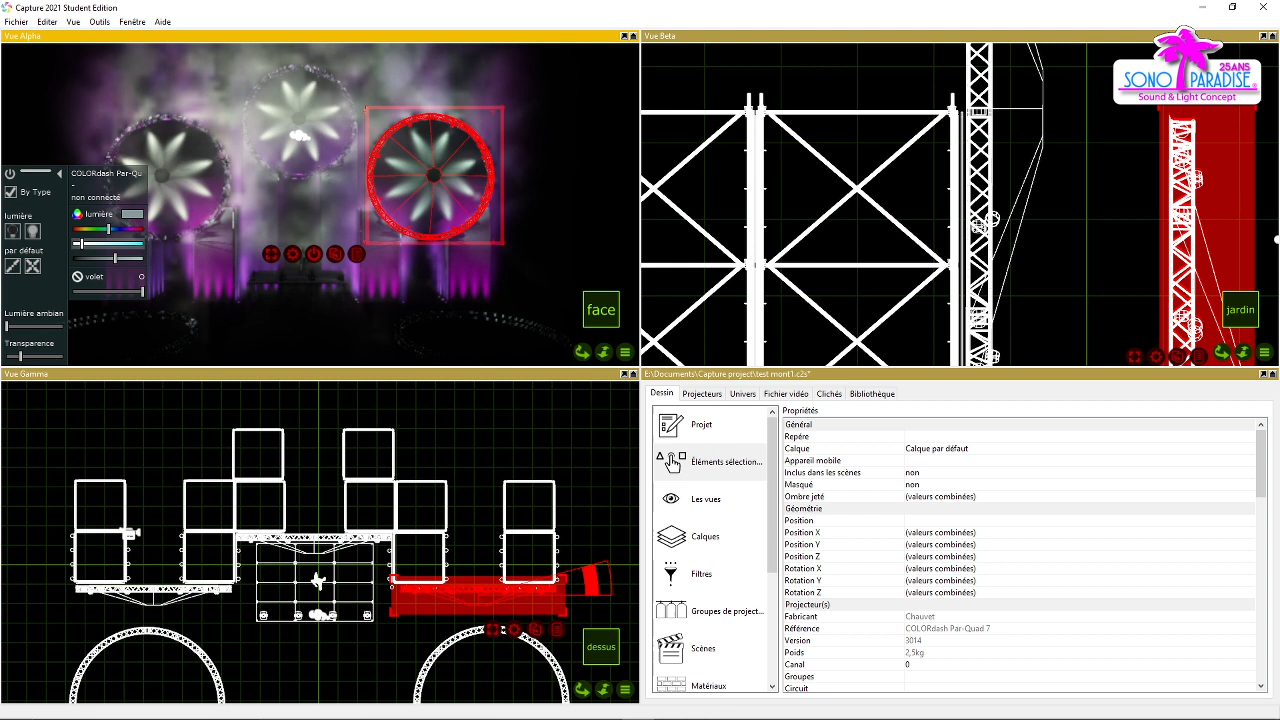 Capture 2021 Student Edition
Fichier Editer Vue Outils Fenêtre Aide
Vue Alpha
Vue Beta
25ANS
SONO PARADISE
Sound & Light Concept
COLORdash Par-Qu
-
By Type
non connécté
lumière
lumière
par défaut
volet
Lumière ambian
Transparence
face
jardin
Vue Gamma
E:\Documents\Capture project\test mont1.c2s*
Dessin Projecteurs Univers Fichier vidéo Clichés Bibliothèque
Projet
Éléments sélection...
Les vues
Calques
Filtres
Groupes de project...
Scènes
Matériaux
Propriétés
Général
Repère
Calque Calque par défaut
Appareil mobile
Inclus dans les scènes non
Masqué non
Ombre jeté (valeurs combinées)
Géométrie
Position
Position X (valeurs combinées)
Position Y (valeurs combinées)
Position Z (valeurs combinées)
Rotation X (valeurs combinées)
Rotation Y (valeurs combinées)
Rotation Z (valeurs combinées)
Projecteur(s)
Fabricant Chauvet
Référence COLORdash Par-Quad 7
Version 3014
Poids 2,5kg
Canal 0
Groupes
Circuit
dessus